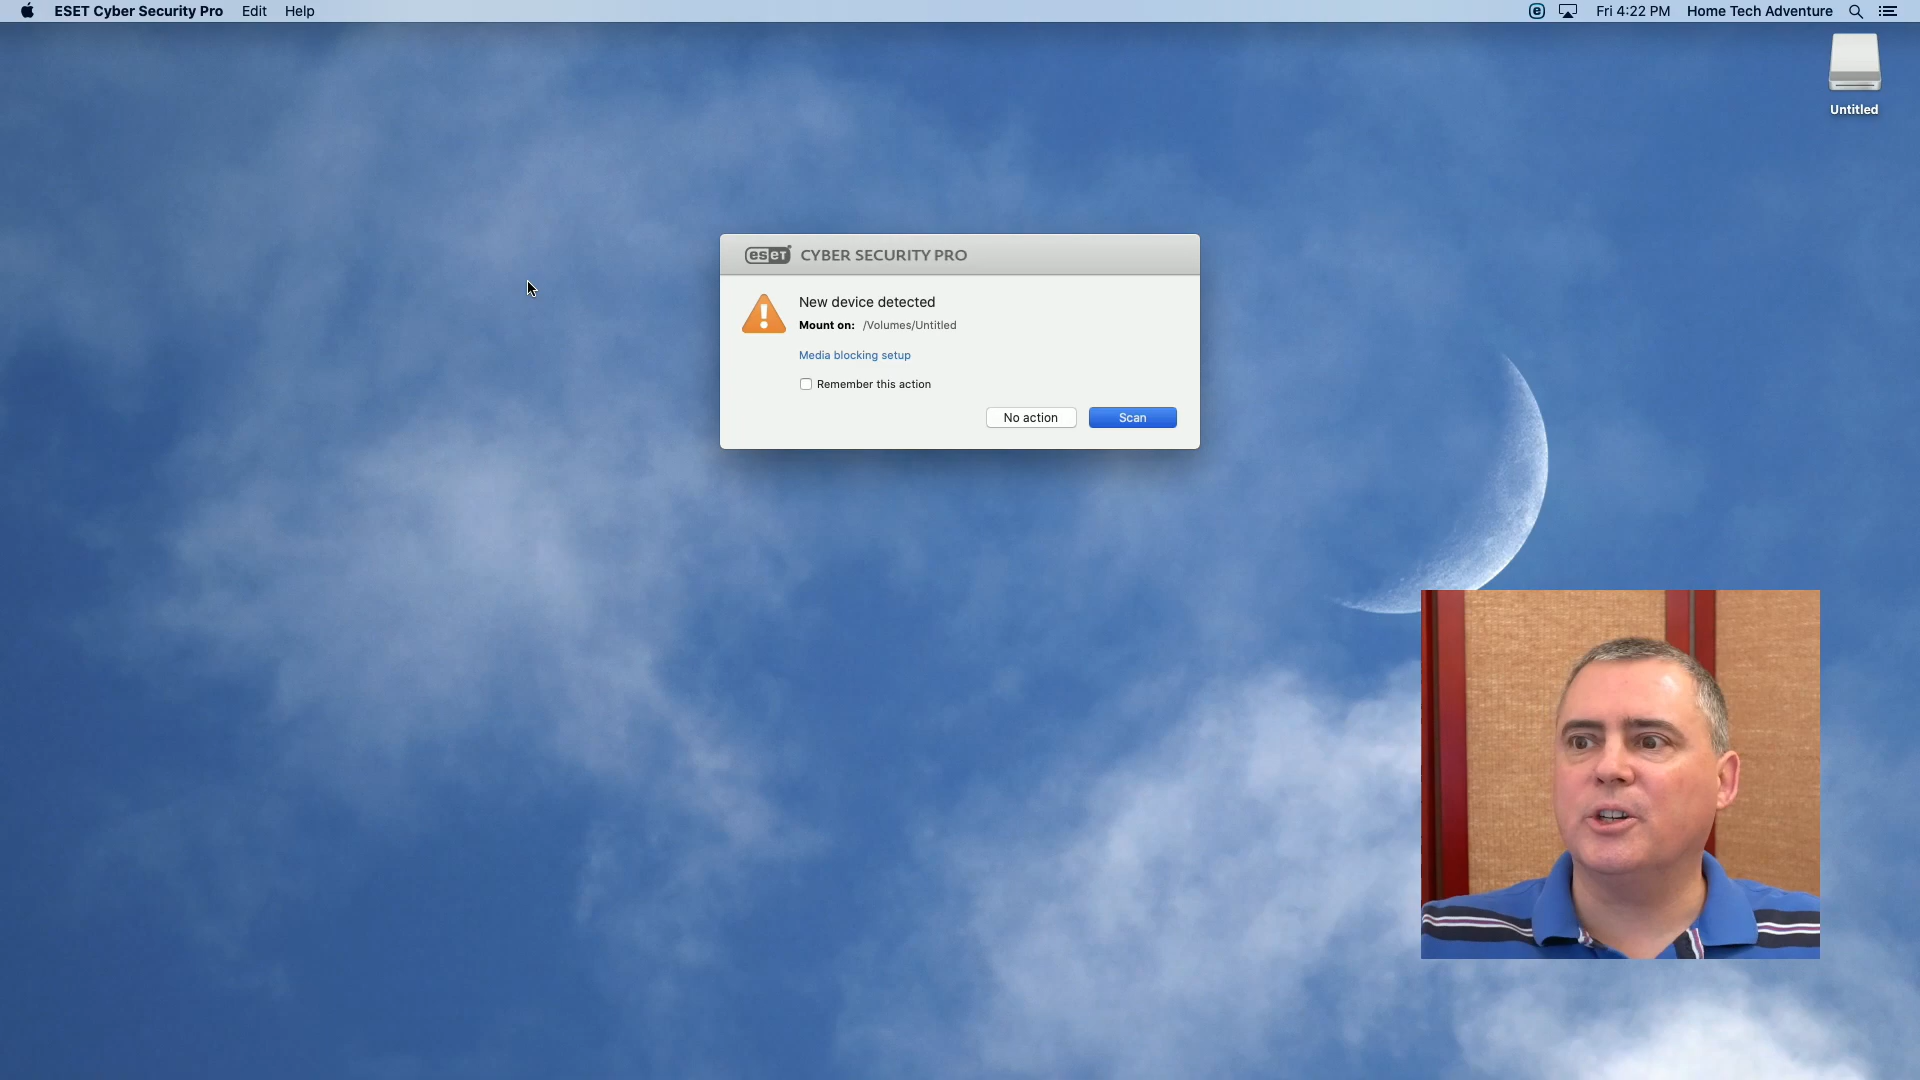 ESET Cyber Security Pro Edit Help
e Fri 4:22 PM Home Tech Adventure
Untitled
eseT CYBER SECURITY PRO
New device detected
Mount on: /Volumes/Untitled
Media blocking setup
Remember this action
No action Scan